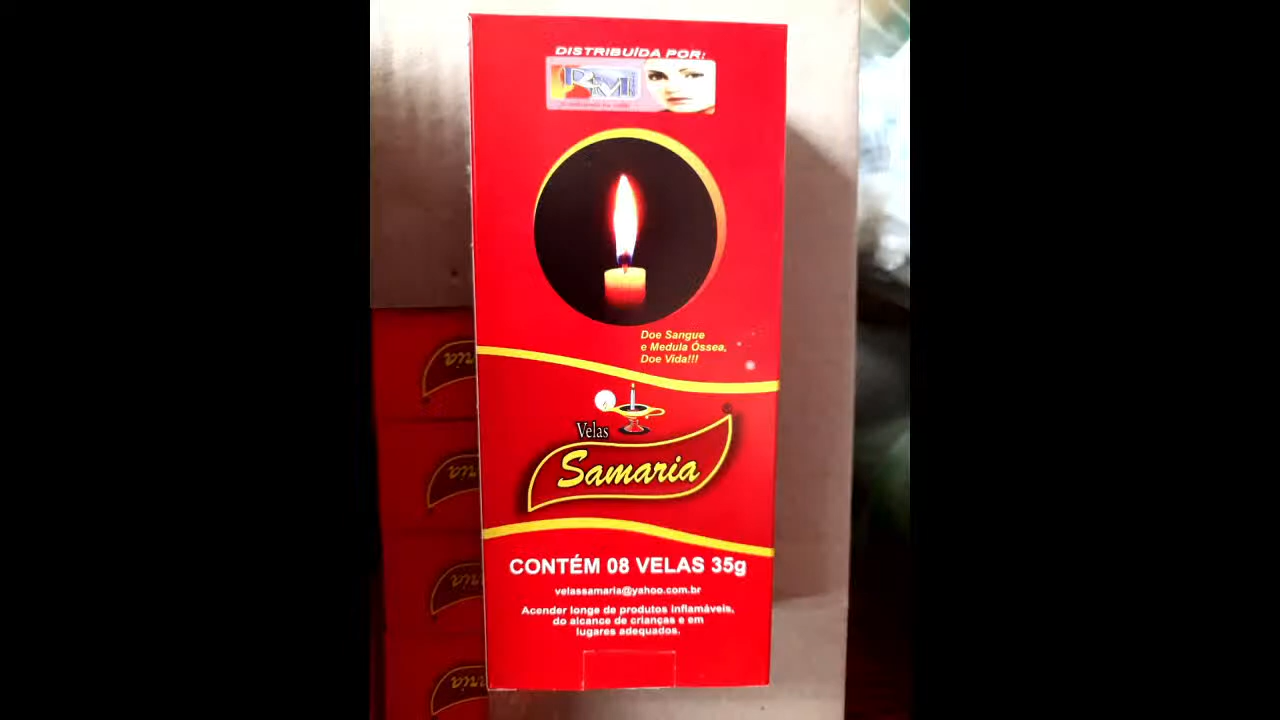 DISTRIBUÍDA POR:
Doe Sangue
e Medula Óssea,
Doe Vida!!!
Velas
Samaria
CONTÉM 08 VELAS 35g
velassamaria@yahoo.com.br
Acender longe de produtos inflamáveis,
do alcance de crianças e em
lugares adequados.